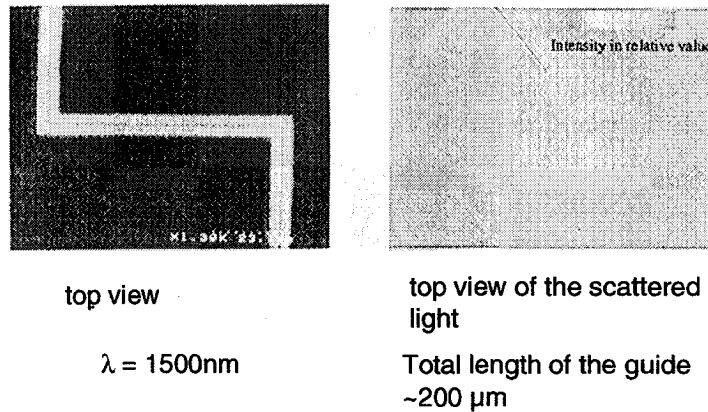 Intensity in relative
top view
λ = 1500nm
top view of the scattered
light
Total length of the guide
~200 μm